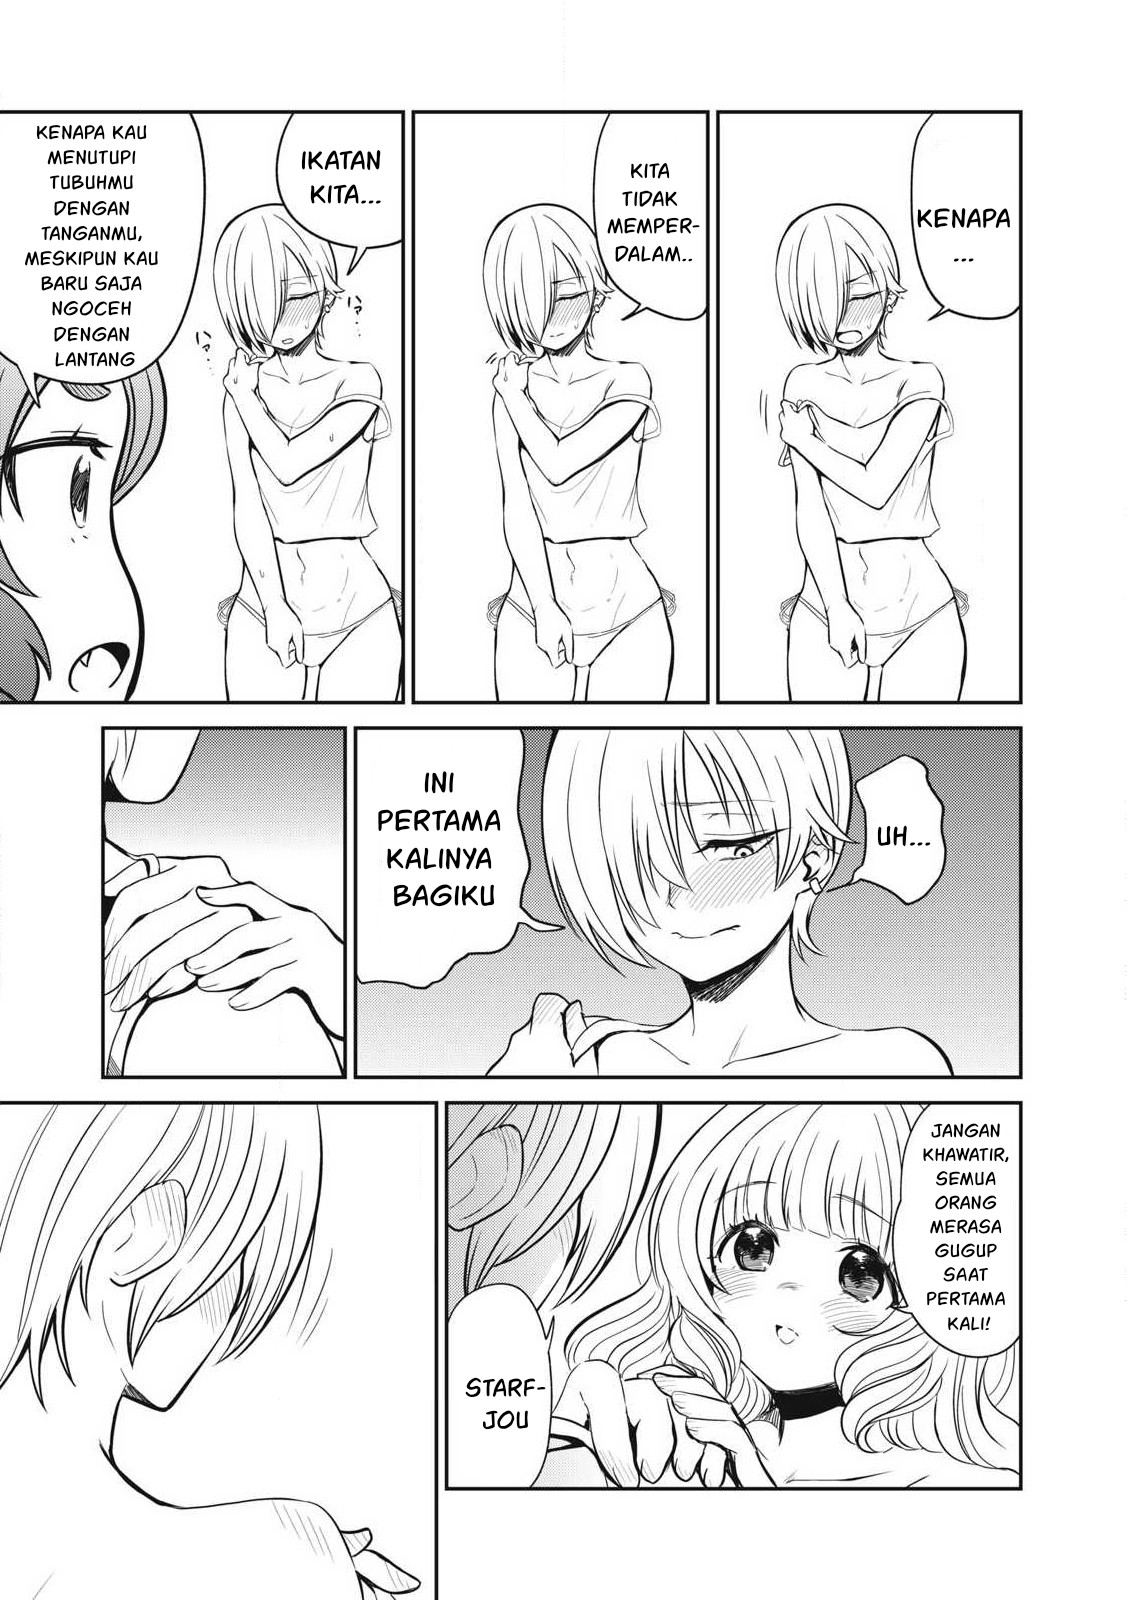 KENAPA
...
KITA
TIDAK
MEMPER-
DALAM..
IKATAN
KITA...
KENAPA KAU
MENUTUPI
TUBUHMU
DENGAN
TANGANMU,
MESKIPUN KAU
BARU SAJA
NGOCEH
DENGAN
LANTANG
UH...
INI
PERTAMA
KALINYA
BAGIKU
JANGAN
KHAWATIR,
SEMUA
ORANG
MERASA
GUGUP
SAAT
PERTAMA
KALI!
STARF-
JOU